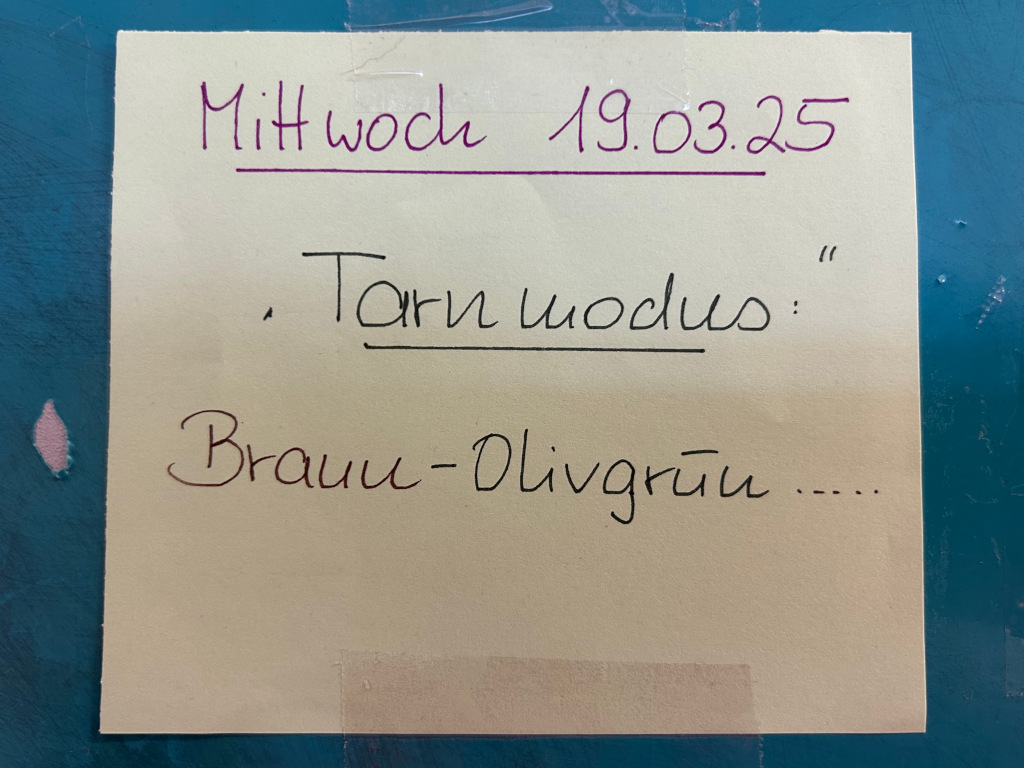 Mittwoch 19.03.25
. Tarnmodus: "
Braun-Olivgrün .....